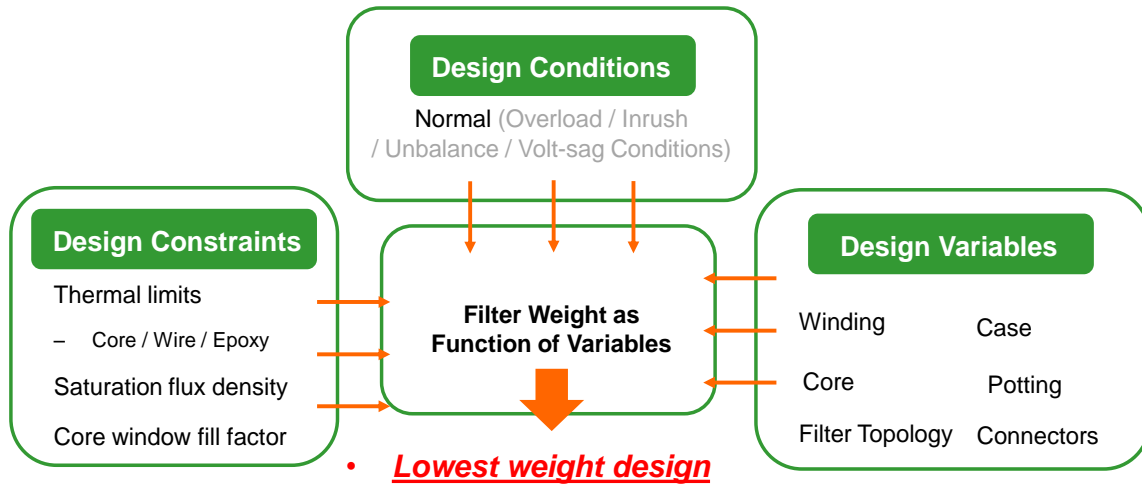 Design Conditions
Normal (Overload / Inrush
/ Unbalance / Volt-sag Conditions)
Design Constraints
Thermal limits
– Core / Wire / Epoxy
Saturation flux density
Core window fill factor
Filter Weight as
Function of Variables
Design Variables
Winding Case
Core Potting
Filter Topology Connectors
• Lowest weight design